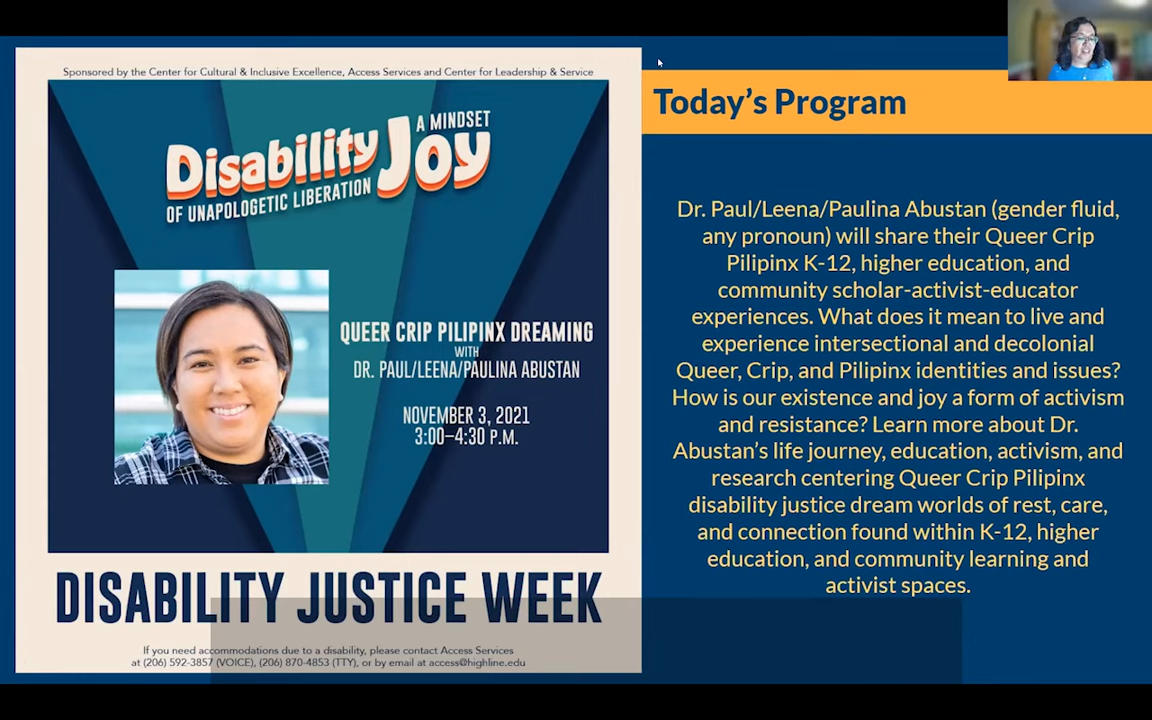 Sponsored by the Center for Cultural & Inclusive Excellence, Access Services and Center for Leadership & Service
Disability Joy
A MINDSET
OF UNAPOLOGETIC LIBERATION
QUEER CRIP PILIPINX DREAMING
WITH
DR. PAUL/LEENA/PAULINA ABUSTAN
NOVEMBER 3, 2021
3:00–4:30 P.M.
DISABILITY JUSTICE WEEK
If you need accommodations due to a disability, please contact Access Services
at (206) 592-3857 (VOICE), (206) 870-4853 (TTY), or by email at access@highline.edu
Today's Program
Dr. Paul/Leena/Paulina Abustan (gender fluid,
any pronoun) will share their Queer Crip
Pilipinx K-12, higher education, and
community scholar-activist-educator
experiences. What does it mean to live and
experience intersectional and decolonial
Queer, Crip, and Pilipinx identities and issues?
How is our existence and joy a form of activism
and resistance? Learn more about Dr.
Abustan's life journey, education, activism, and
research centering Queer Crip Pilipinx
disability justice dream worlds of rest, care,
and connection found within K-12, higher
education, and community learning and
activist spaces.